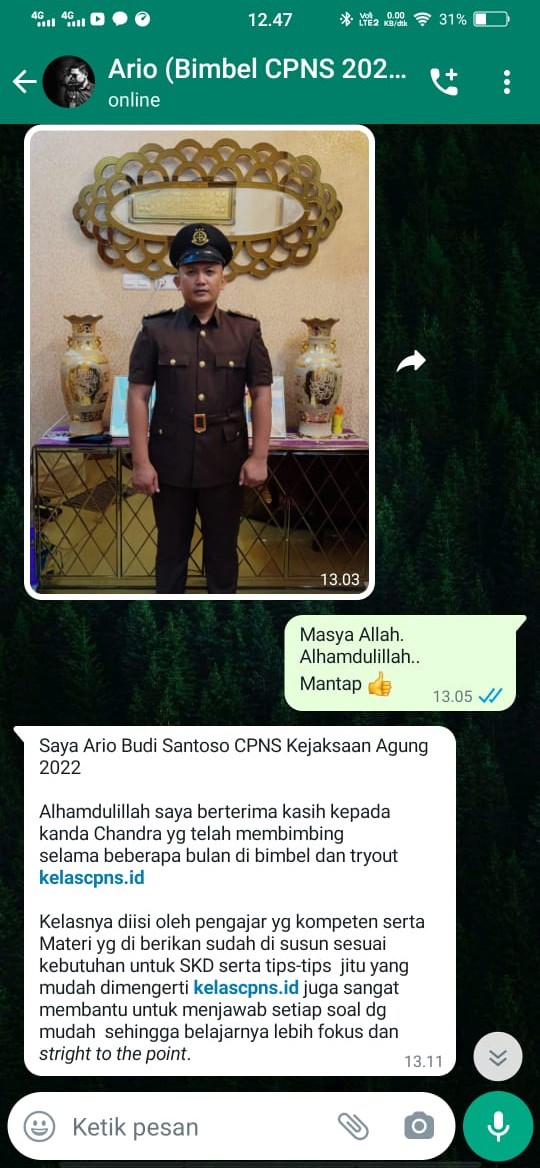 4G 4G 12.47 Vo) LTE2 0.00 KB/dtk 31%
Ario (Bimbel CPNS 202...
online
13.03
Masya Allah.
Alhamdulillah..
Mantap 👍
13.05
Saya Ario Budi Santoso CPNS Kejaksaan Agung
2022
Alhamdulillah saya berterima kasih kepada
kanda Chandra yg telah membimbing
selama beberapa bulan di bimbel dan tryout
kelascpns.id
Kelasnya diisi oleh pengajar yg kompeten serta
Materi yg di berikan sudah di susun sesuai
kebutuhan untuk SKD serta tips-tips jitu yang
mudah dimengerti kelascpns.id juga sangat
membantu untuk menjawab setiap soal dg
mudah sehingga belajarnya lebih fokus dan
stright to the point.
13.11
Ketik pesan